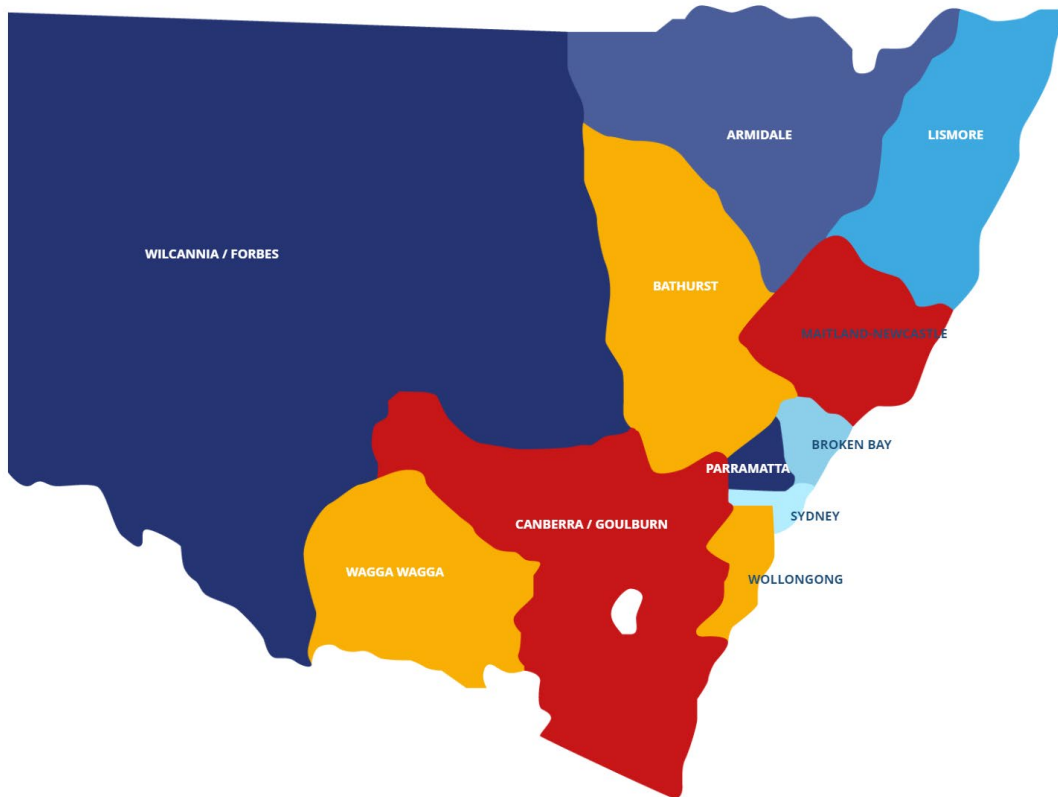 ARMIDALE
LISMORE
WILCANNIA / FORBES
BATHURST
MAITLAND-NEWCASTLE
BROKEN BAY
PARRAMATTA
SYDNEY
CANBERRA / GOULBURN
WAGGA WAGGA
WOLLONGONG